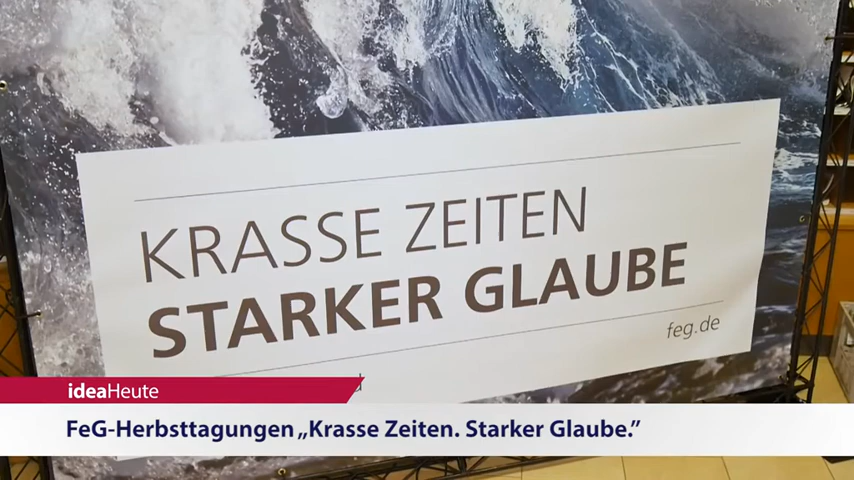 KRASSE ZEITEN
STARKER GLAUBE
feg.de
ideaHeute
FeG-Herbsttagungen „Krasse Zeiten. Starker Glaube.”